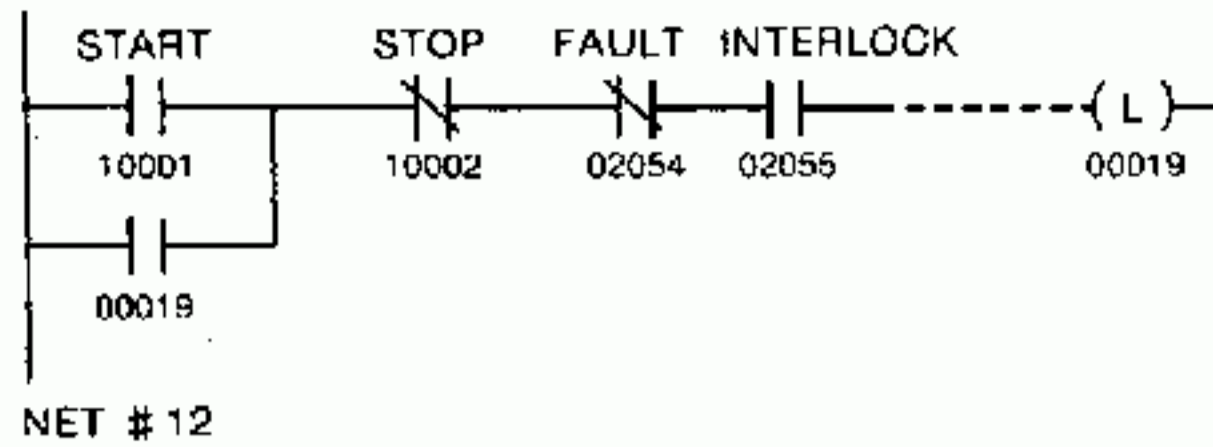 START STOP FAULT INTERLOCK
( L )
10001 10002 02054 02055 00019
00019
NET # 12